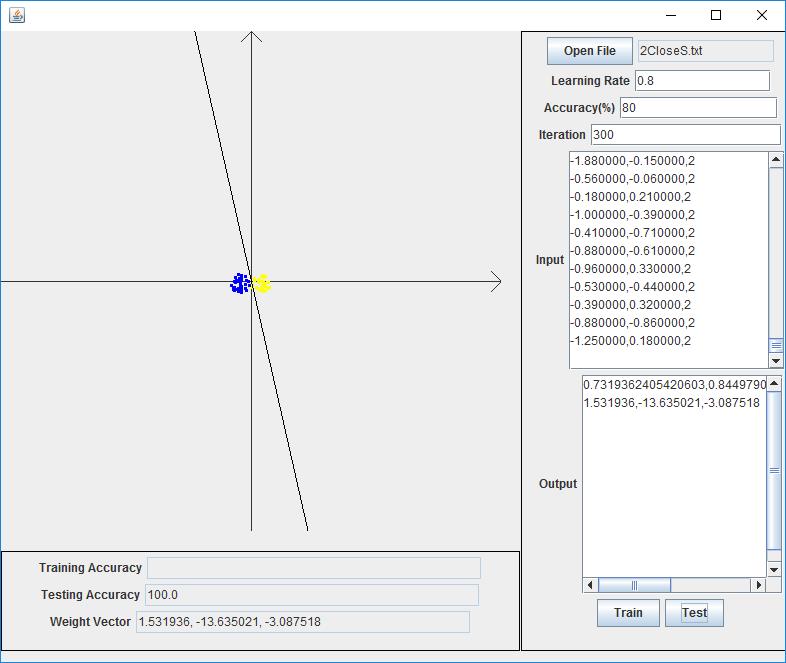 Open File 2CloseS.txt
Learning Rate 0.8
Accuracy(%) 80
Iteration 300
Input
-1.880000,-0.150000,2
-0.560000,-0.060000,2
-0.180000,0.210000,2
-1.000000,-0.390000,2
-0.410000,-0.710000,2
-0.880000,-0.610000,2
-0.960000,0.330000,2
-0.530000,-0.440000,2
-0.390000,0.320000,2
-0.880000,-0.860000,2
-1.250000,0.180000,2
Output
0.7319362405420603,0.8449790
1.531936,-13.635021,-3.087518
Train Test
Training Accuracy
Testing Accuracy 100.0
Weight Vector 1.531936, -13.635021, -3.087518